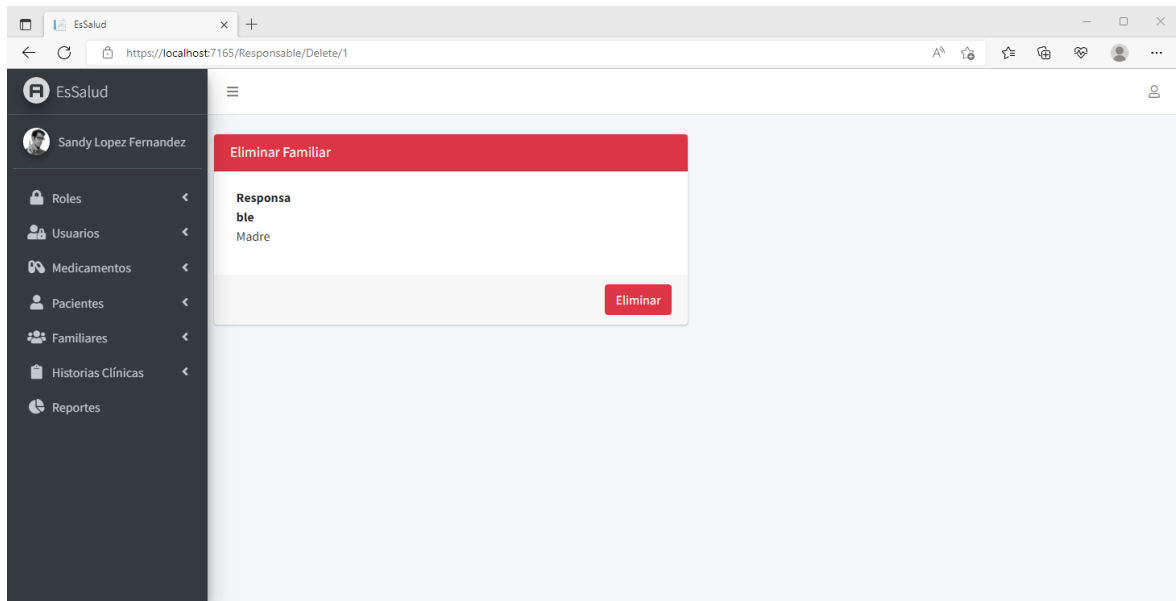 EsSalud
https://localhost:7165/Responsable/Delete/1
EsSalud
Sandy Lopez Fernandez
Roles
Usuarios
Medicamentos
Pacientes
Familiares
Historias Clínicas
Reportes
Eliminar Familiar
Responsa
ble
Madre
Eliminar